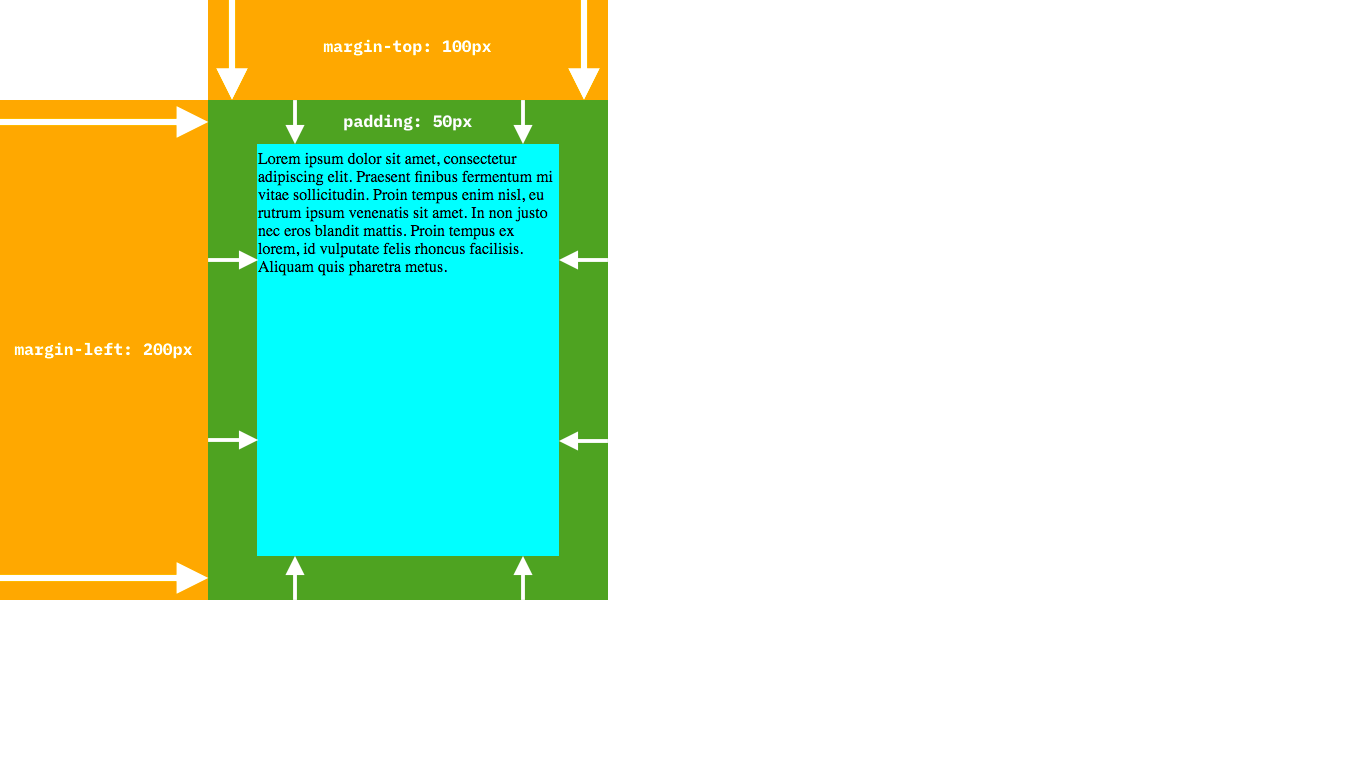 margin-top: 100px
padding: 50px
Lorem ipsum dolor sit amet, consectetur
adipiscing elit. Praesent finibus fermentum mi
vitae sollicitudin. Proin tempus enim nisl, eu
rutrum ipsum venenatis sit amet. In non justo
nec eros blandit mattis. Proin tempus ex
lorem, id vulputate felis rhoncus facilisis.
Aliquam quis pharetra metus.
margin-left: 200px